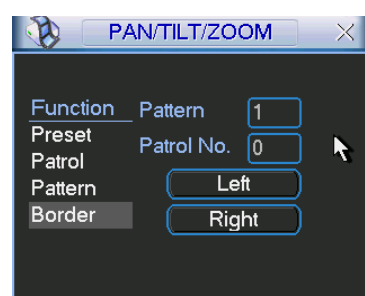 PAN/TILT/ZOOM
Function Pattern 1
Preset
Patrol No. 0
Patrol
Pattern Left
Border Right